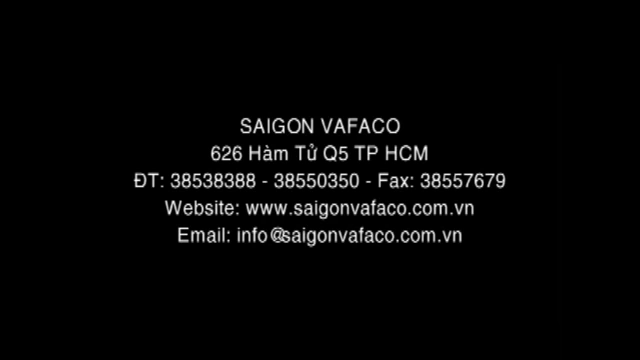 SAIGON VAFACO
626 Hàm Tử Q5 TP HCM
ĐT: 38538388 - 38550350 - Fax: 38557679
Website: www.saigonvafaco.com.vn
Email: info@saigonvafaco.com.vn